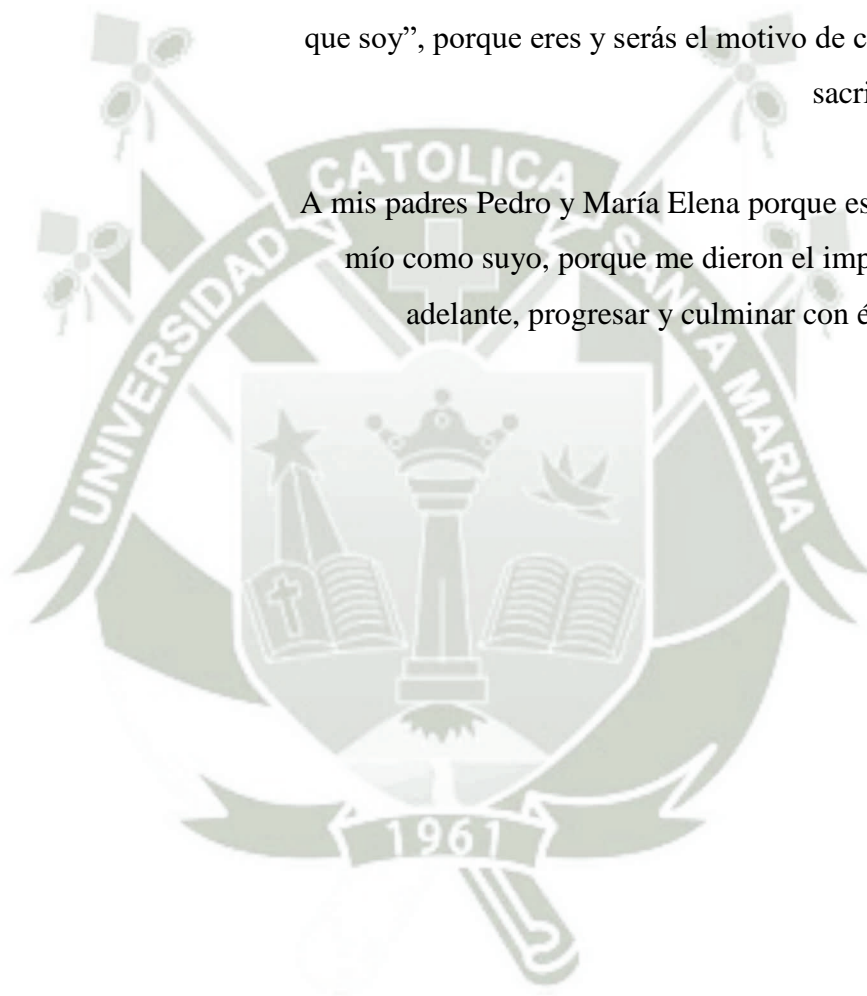 que soy”, porque eres y serás el motivo de
sacri
A mis padres Pedro y María Elena porque es
mío como suyo, porque me dieron el imp
adelante, progresar y culminar con é
UNIVERSIDAD CATOLICA SANTA MARIA
1961